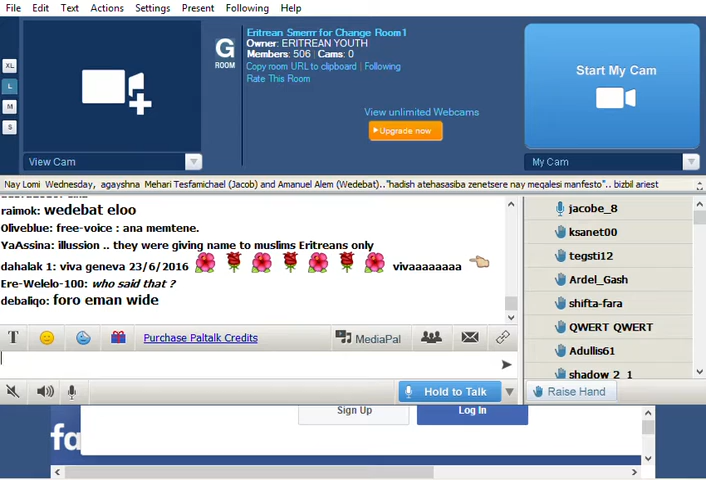 File Edit Text Actions Settings Present Following Help
Eritrean Smerrr for Change Room1
G
ROOM
Owner: ERITREAN YOUTH
Members: 506 Cams: 0
Copy room URL to clipboard | Following
Rate This Room
View unlimited Webcams
Upgrade now
Start My Cam
XL
L
M
S
View Cam
My Cam
Nay Lomi Wednesday, agayshna Mehari Tesfamichael (Jacob) and Amanuel Alem (Wedebat).."hadish atehasasiba zenetsere nay meqalesi manfesto".. bizbil ariest
raimok: wedebat eloo
Oliveblue: free-voice : ana memtene.
YaAssina: illussion .. they were giving name to muslims Eritreans only
dahalak 1: viva geneva 23/6/2016 vivaaaaaaaa
Ere-Welelo-100: who said that ?
debaliqo: foro eman wide
jacobe_8
ksanet00
tegsti12
Ardel_Gash
shifta-fara
QWERT QWERTY
Adullis61
shadow_2_1
T Purchase Paltalk Credits MediaPal
Hold to Talk
Raise Hand
Sign Up Log In
fa